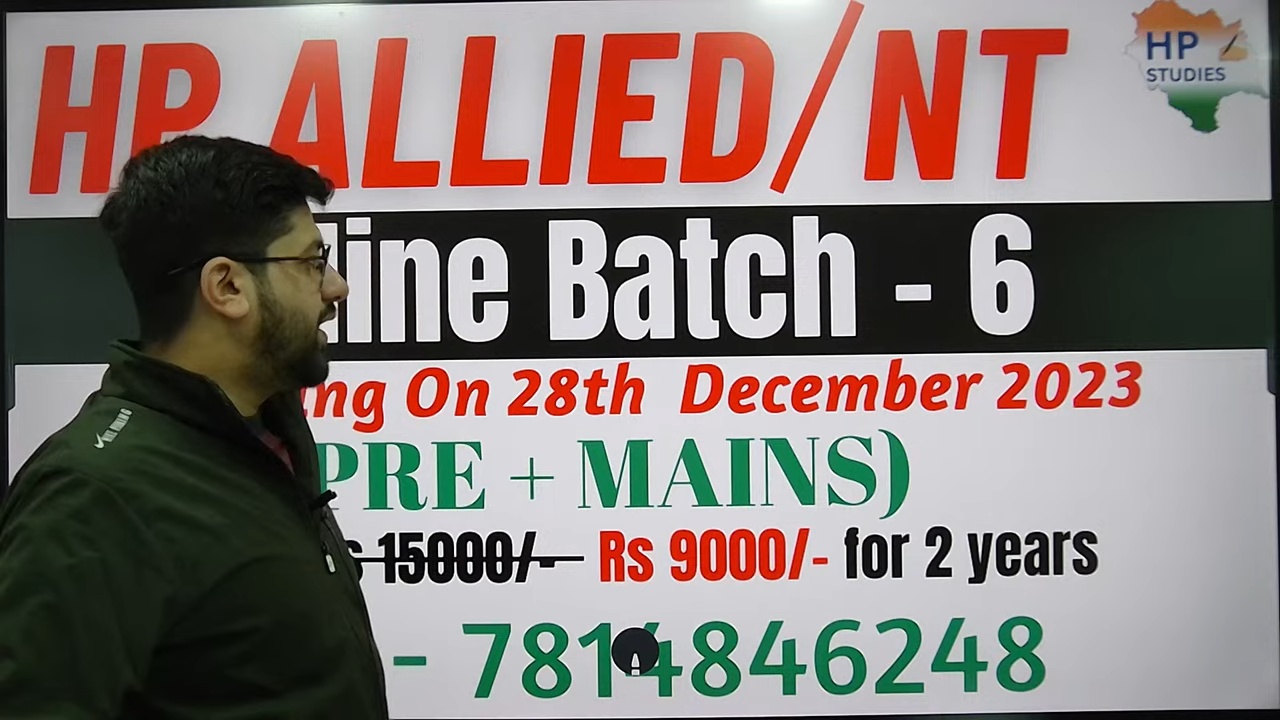 HP ALLIED/NT
HP
STUDIES
line Batch - 6
ing On 28th December 2023
PRE + MAINS)
s 15000/- Rs 9000/- for 2 years
- 7814846248